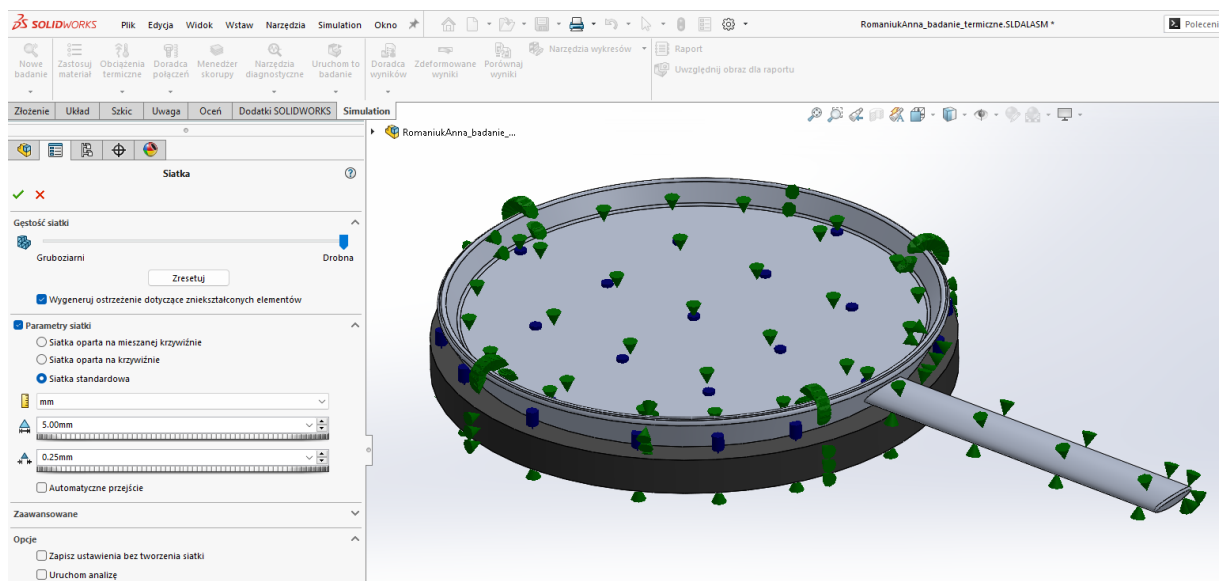 SOLIDWORKS Plik Edycja Widok Wstaw Narzędzia Simulation Okno RomaniukAnna_badanie_termiczne.SLDALASM * Poleceni
Nowe badanie Zastosuj materiał Obciążenia termiczne Doradca połączeń Menedżer skorupy Narzędzia diagnostyczne Uruchom to badanie Doradca wyników Zdeformowane wyniki Porównaj wyniki Narzędzia wykresów Raport
Uwzględnij obraz dla raportu
Złożenie Układ Szkic Uwaga Oceń Dodatki SOLIDWORKS Simulation
RomaniukAnna_badanie_...
Siatka
Gęstość siatki
Gruboziarni Drobna
Zresetuj
Wygeneruj ostrzeżenie dotyczące zniekształconych elementów
Parametry siatki
Siatka oparta na mieszanej krzywiźnie
Siatka oparta na krzywiźnie
Siatka standardowa
mm
5.00mm
0.25mm
Automatyczne przejście
Zaawansowane
Opcje
Zapisz ustawienia bez tworzenia siatki
Uruchom analizę